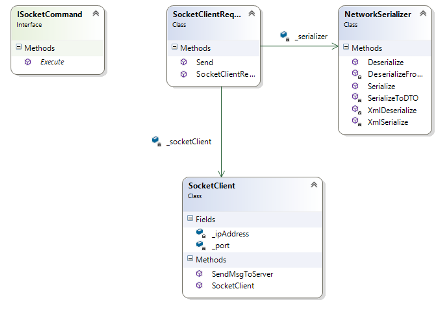 ISocketCommand
Interface
Methods
Execute
SocketClientReq...
Class
Methods
Send
SocketClientRe...
_serializer
NetworkSerializer
Class
Methods
Deserialize
DeserializeFro...
Serialize
SerializeToDTO
XmlDeserialize
XmlSerialize
_socketClient
SocketClient
Class
Fields
_ipAddress
_port
Methods
SendMsgToServer
SocketClient